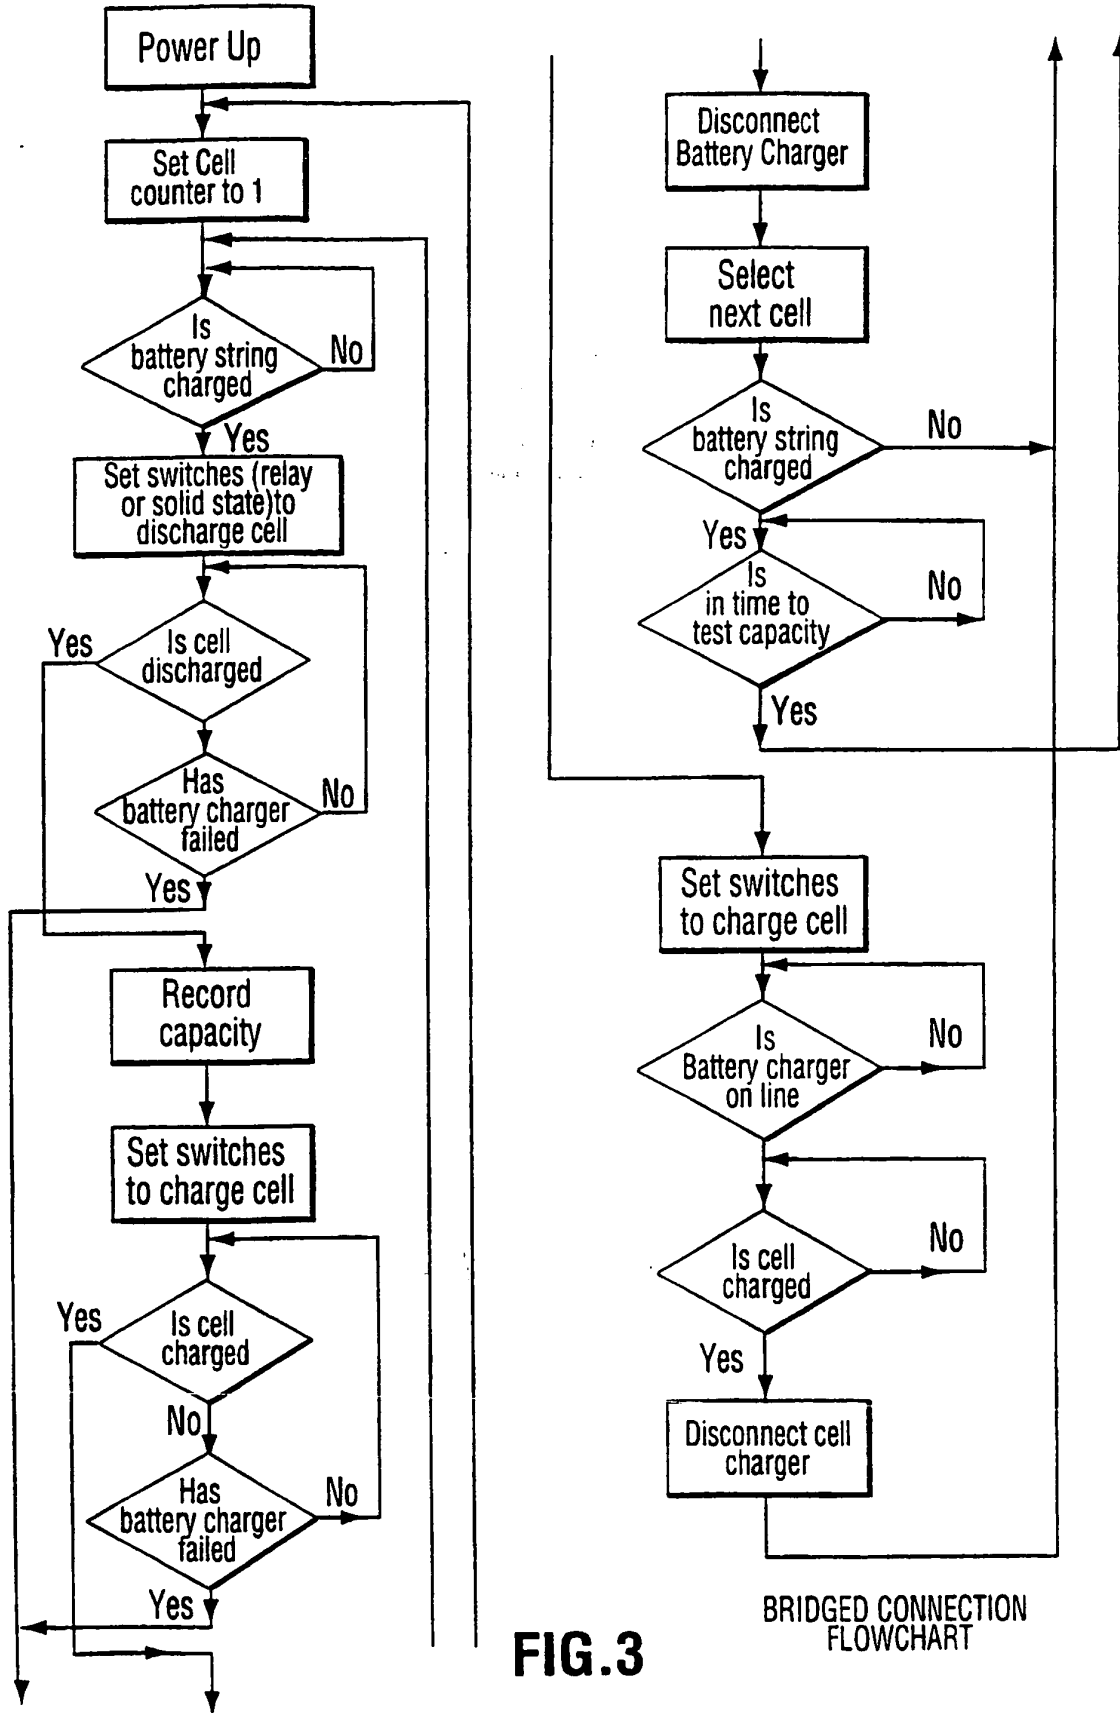 Power Up
Set Cell
counter to 1
Is
battery string
charged
No
Yes
Set switches (relay
or solid state)to
discharge cell
Yes
Is cell
discharged
Has
battery charger
failed
No
Yes
Record
capacity
Set switches
to charge cell
Yes
Is cell
charged
No
Has
battery charger
failed
No
Yes
Disconnect
Battery Charger
Select
next cell
Is
battery string
charged
No
Yes
Is
in time to
test capacity
No
Yes
Set switches
to charge cell
Is
Battery charger
on line
No
Is cell
charged
No
Yes
Disconnect cell
charger
BRIDGED CONNECTION
FLOWCHART
FIG.3